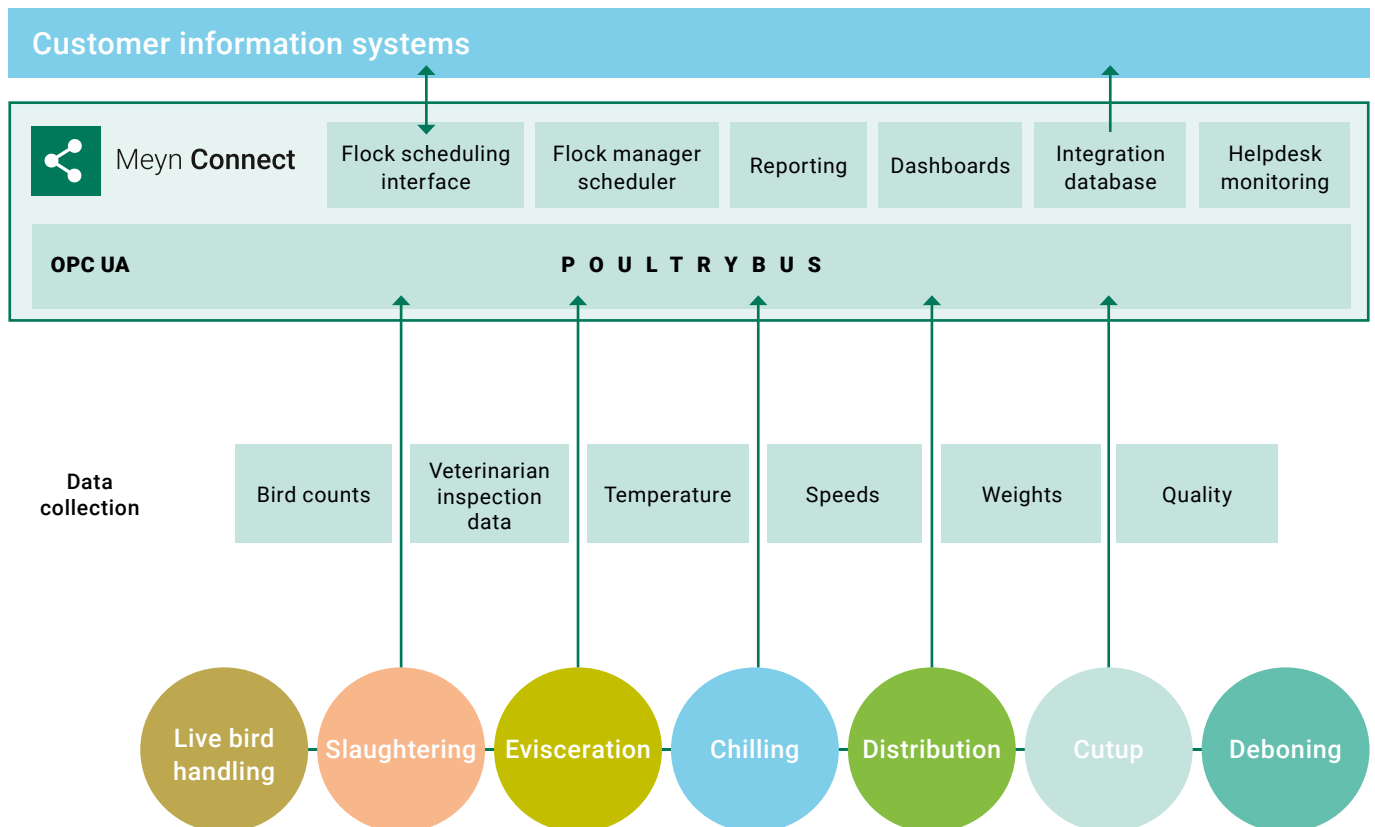 Customer information systems
Meyn Connect
Flock scheduling
interface
Flock manager
scheduler
Reporting
Dashboards
Integration
database
Helpdesk
monitoring
OPC UA
POULTRYBUS
Data
collection
Bird counts
Veterinarian
inspection
data
Temperature
Speeds
Weights
Quality
Live bird
handling
Slaughtering
Evisceration
Chilling
Distribution
Cutup
Deboning